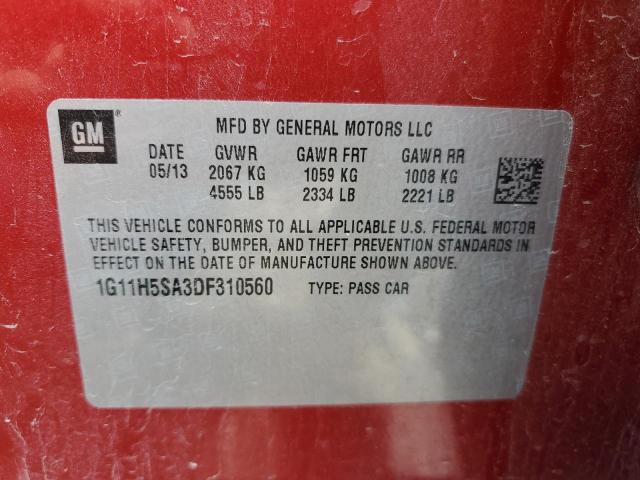 GM®
MFD BY GENERAL MOTORS LLC
DATE GVWR GAWR FRT GAWR RR
05/13 2067 KG 1059 KG 1008 KG
4555 LB 2334 LB 2221 LB
THIS VEHICLE CONFORMS TO ALL APPLICABLE U.S. FEDERAL MOTOR
VEHICLE SAFETY, BUMPER, AND THEFT PREVENTION STANDARDS IN
EFFECT ON THE DATE OF MANUFACTURE SHOWN ABOVE.
1G11H5SA3DF310560 TYPE: PASS CAR